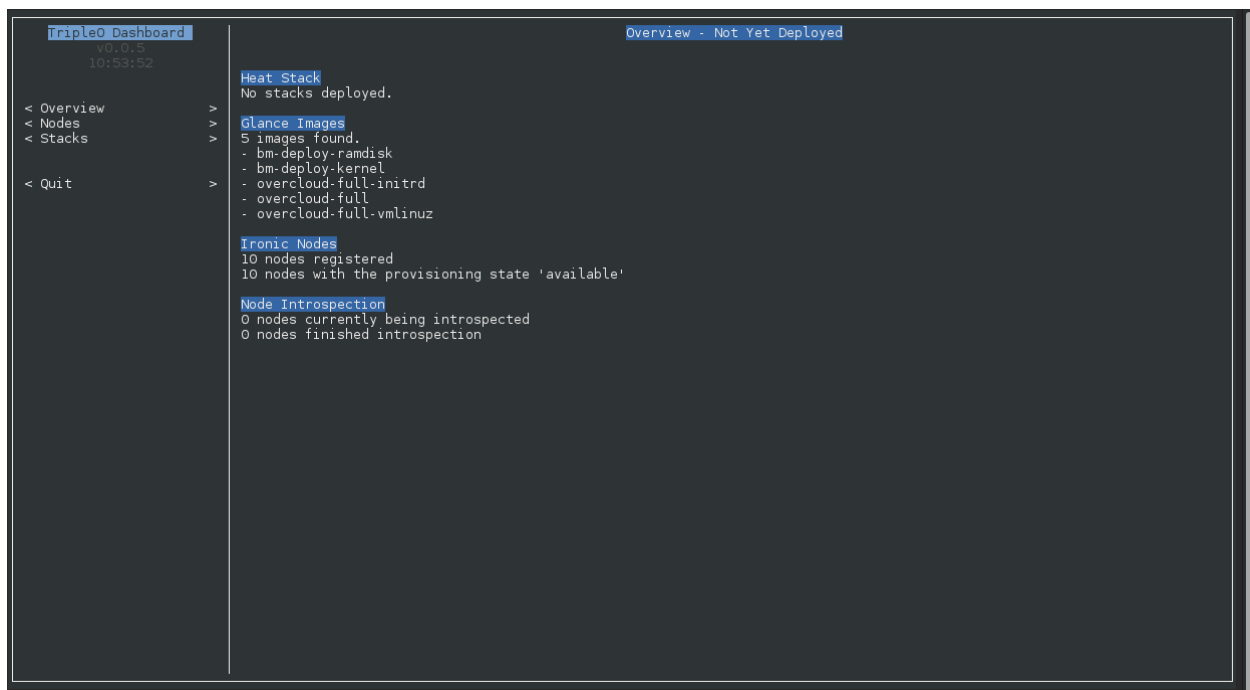 TripleO Dashboard
v0.0.5
10:53:52
< Overview >
< Nodes >
< Stacks >
< Quit >
Overview - Not Yet Deployed
Heat Stack
No stacks deployed.
Glance Images
5 images found.
- bm-deploy-ramdisk
- bm-deploy-kernel
- overcloud-full-initrd
- overcloud-full
- overcloud-full-vmlinuz
Ironic Nodes
10 nodes registered
10 nodes with the provisioning state 'available'
Node Introspection
0 nodes currently being introspected
0 nodes finished introspection